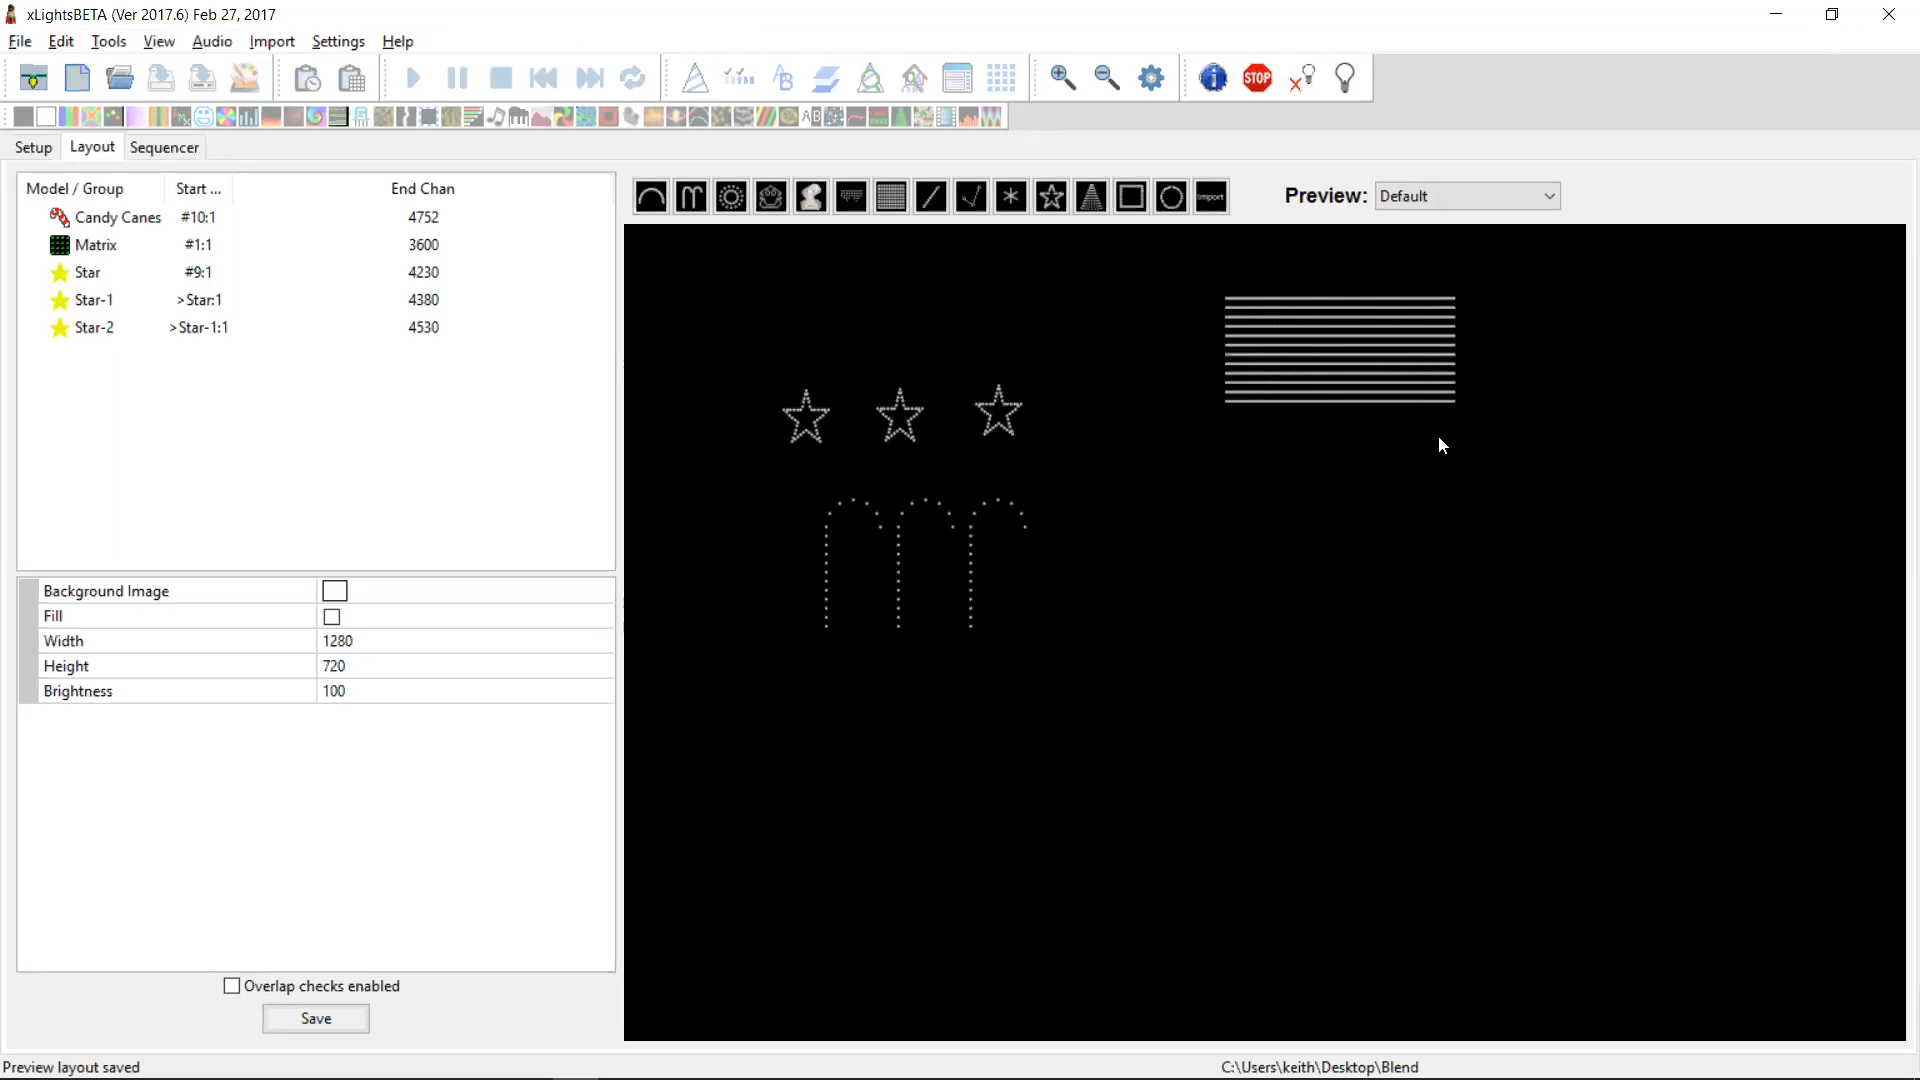 xLightsBETA (Ver 2017.6) Feb 27, 2017
File Edit Tools View Audio Import Settings Help
STOP
Setup Layout Sequencer
Model / Group Start ... End Chan
Candy Canes #10:1 4752
Matrix #1:1 3600
Star #9:1 4230
Star-1 >Star:1 4380
Star-2 >Star-1:1 4530
Import Preview: Default
Background Image
Fill
Width 1280
Height 720
Brightness 100
Overlap checks enabled
Save
Preview layout saved C:\Users\keith\Desktop\Blend